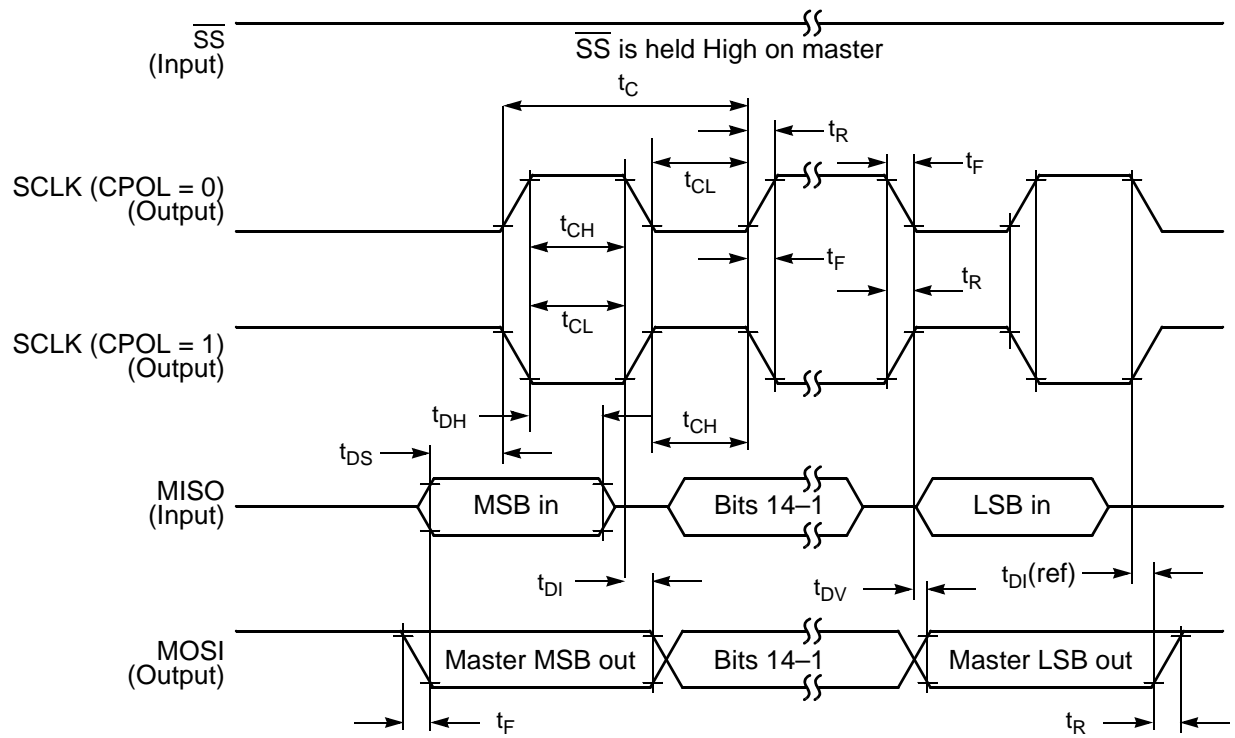 SS
(Input)
SS is held High on master
tC
tR
tF
SCLK (CPOL = 0)
(Output)
tCL
tCH
tF
tR
tCL
SCLK (CPOL = 1)
(Output)
tDH
tCH
tDS
MISO
(Input)
MSB in
Bits 14–1
LSB in
tDI
tDV
tDI(ref)
MOSI
(Output)
Master MSB out
Bits 14–1
Master LSB out
tF
tR